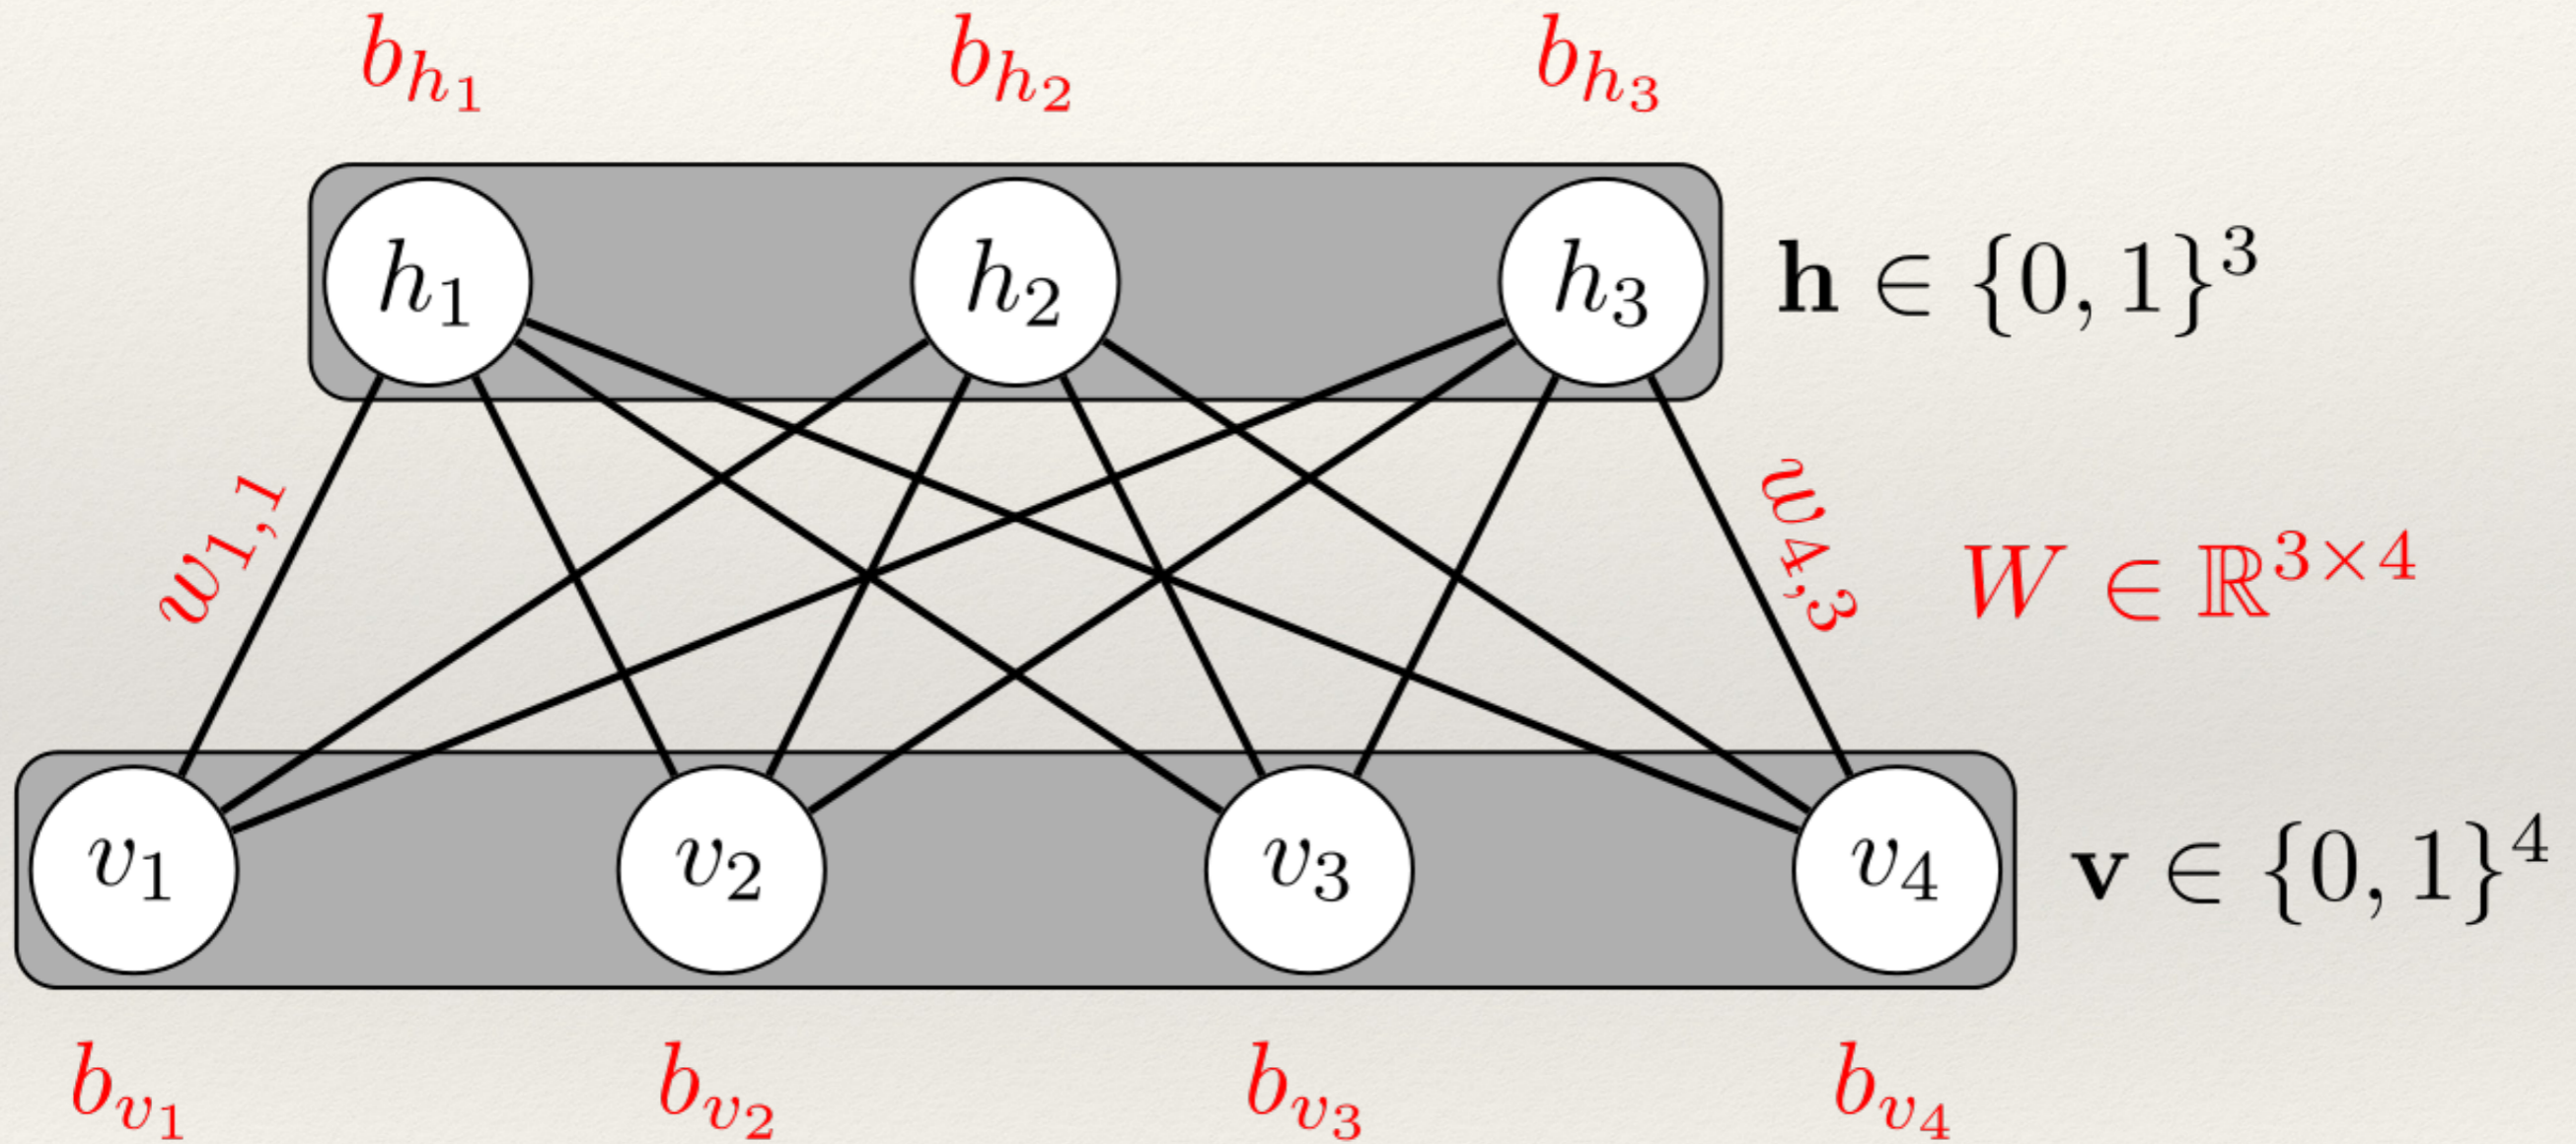 b_{h_1} b_{h_2} b_{h_3}
h_1 h_2 h_3 𝐡 ∈ {0, 1}^3
w_{1,1} w_{4,3} W ∈ ℝ^{3×4}
v_1 v_2 v_3 v_4 𝐯 ∈ {0, 1}^4
b_{v_1} b_{v_2} b_{v_3} b_{v_4}